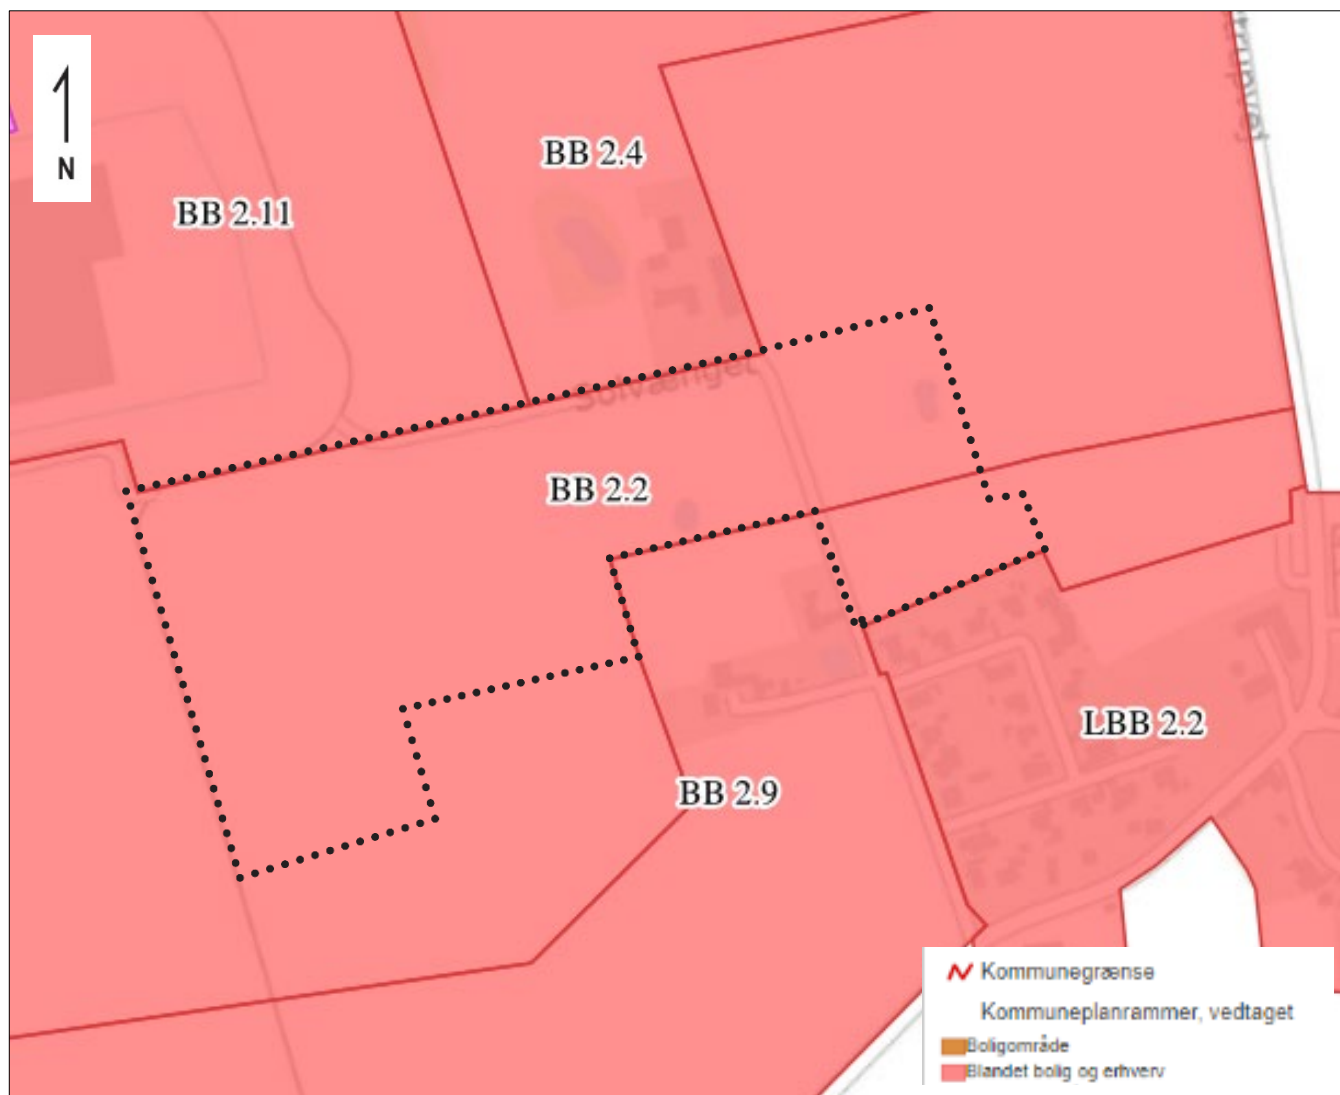 N
BB 2.4
BB 2.11
Solvænget
BB 2.2
LBB 2.2
BB 2.9
Kommunegrænse
Kommuneplanrammer, vedtaget
Boligområde
Blandet bolig og erhverv